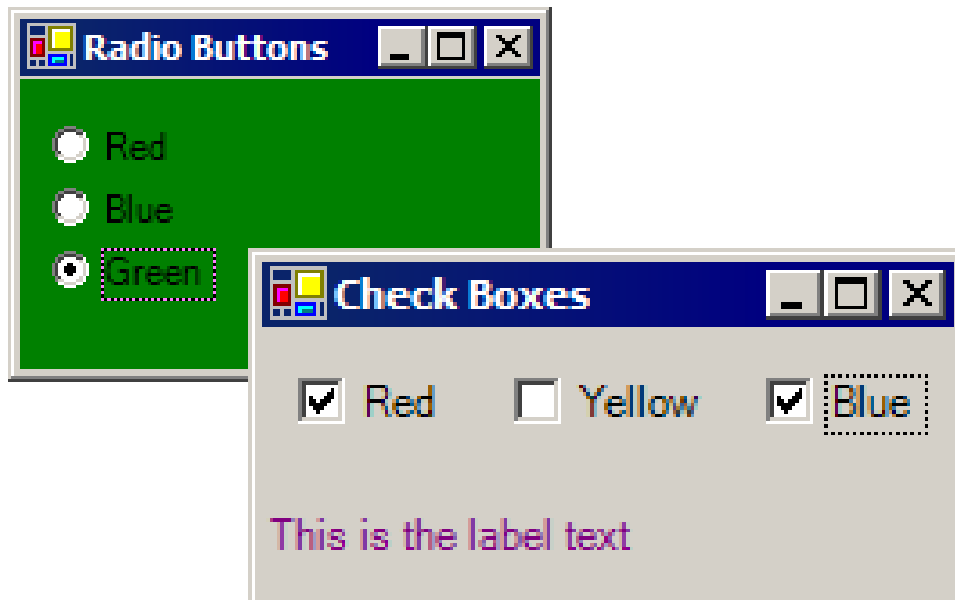 Radio Buttons
Red
Blue
Green
Check Boxes
Red Yellow Blue
This is the label text